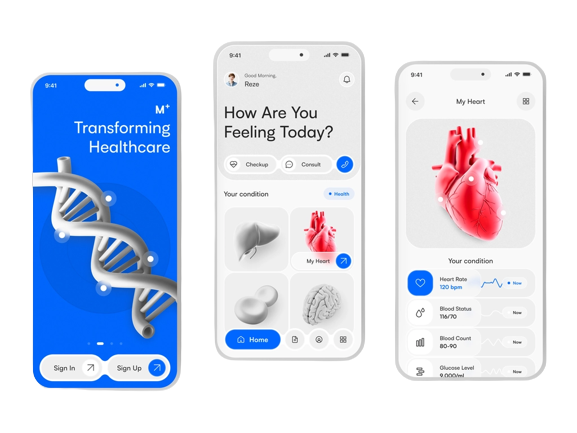 9:41
M+
Transforming
Healthcare
Sign In
Sign Up
9:41
Good Morning,
Reze
How Are You
Feeling Today?
Checkup
Consult
Your condition
Health
My Heart
Home
9:41
My Heart
Your condition
Heart Rate
120 bpm
Now
Blood Status
116/70
Now
Blood Count
80-90
Now
Glucose Level
9.000/ml
Now